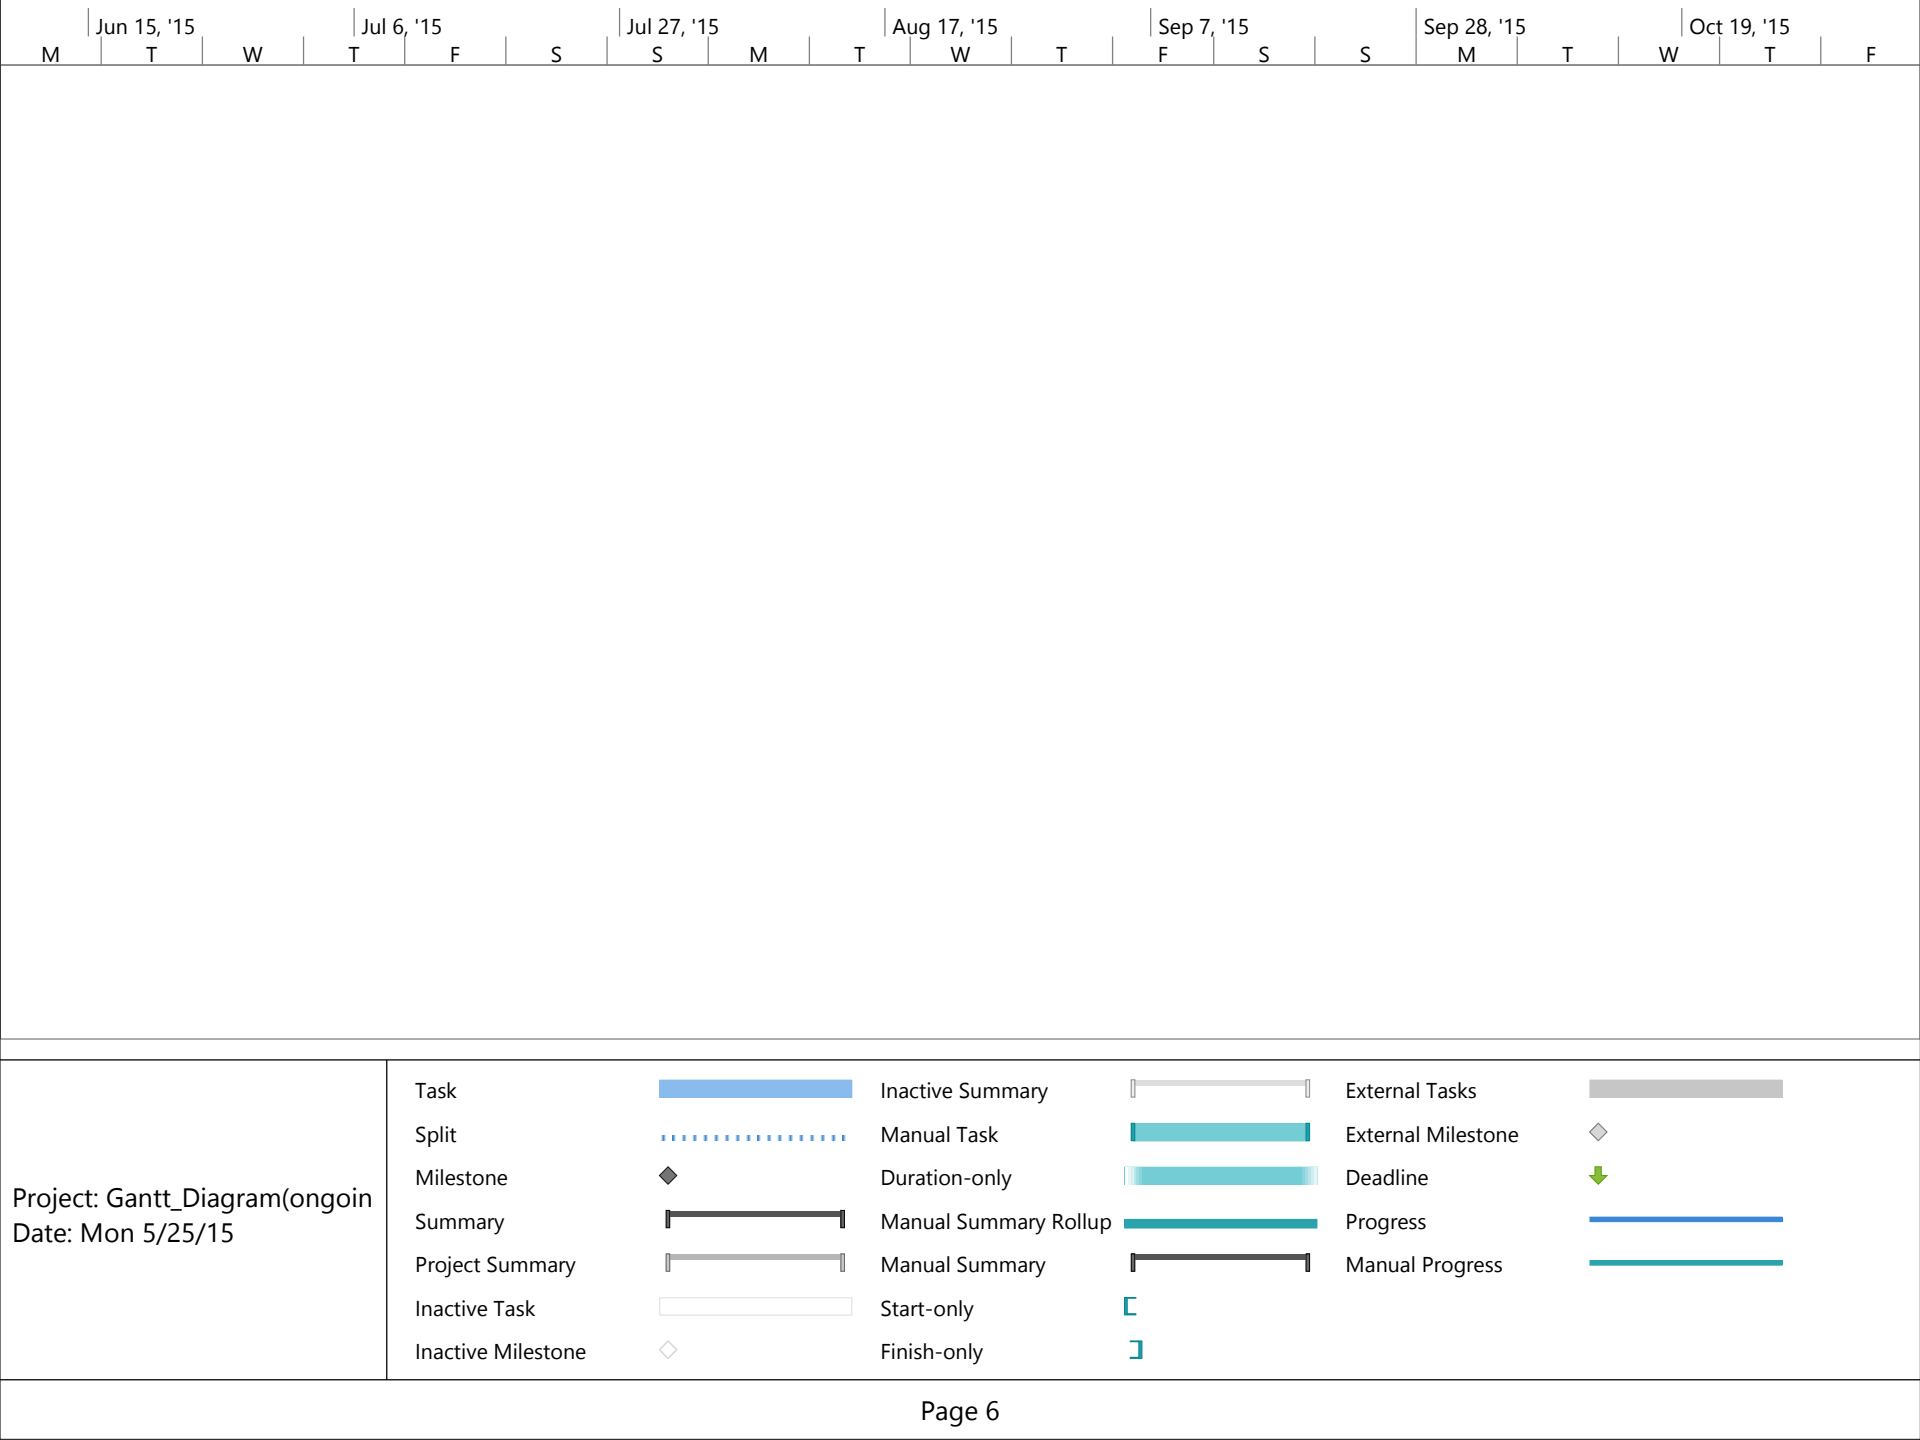 Jun 15, '15 Jul 6, '15 Jul 27, '15 Aug 17, '15 Sep 7, '15 Sep 28, '15 Oct 19, '15
M T W T F S S M T W T F S S M T W T F
Project: Gantt_Diagram(ongoin
Date: Mon 5/25/15
Task
Split
Milestone
Summary
Project Summary
Inactive Task
Inactive Milestone
Inactive Summary
Manual Task
Duration-only
Manual Summary Rollup
Manual Summary
Start-only
Finish-only
External Tasks
External Milestone
Deadline
Progress
Manual Progress
Page 6